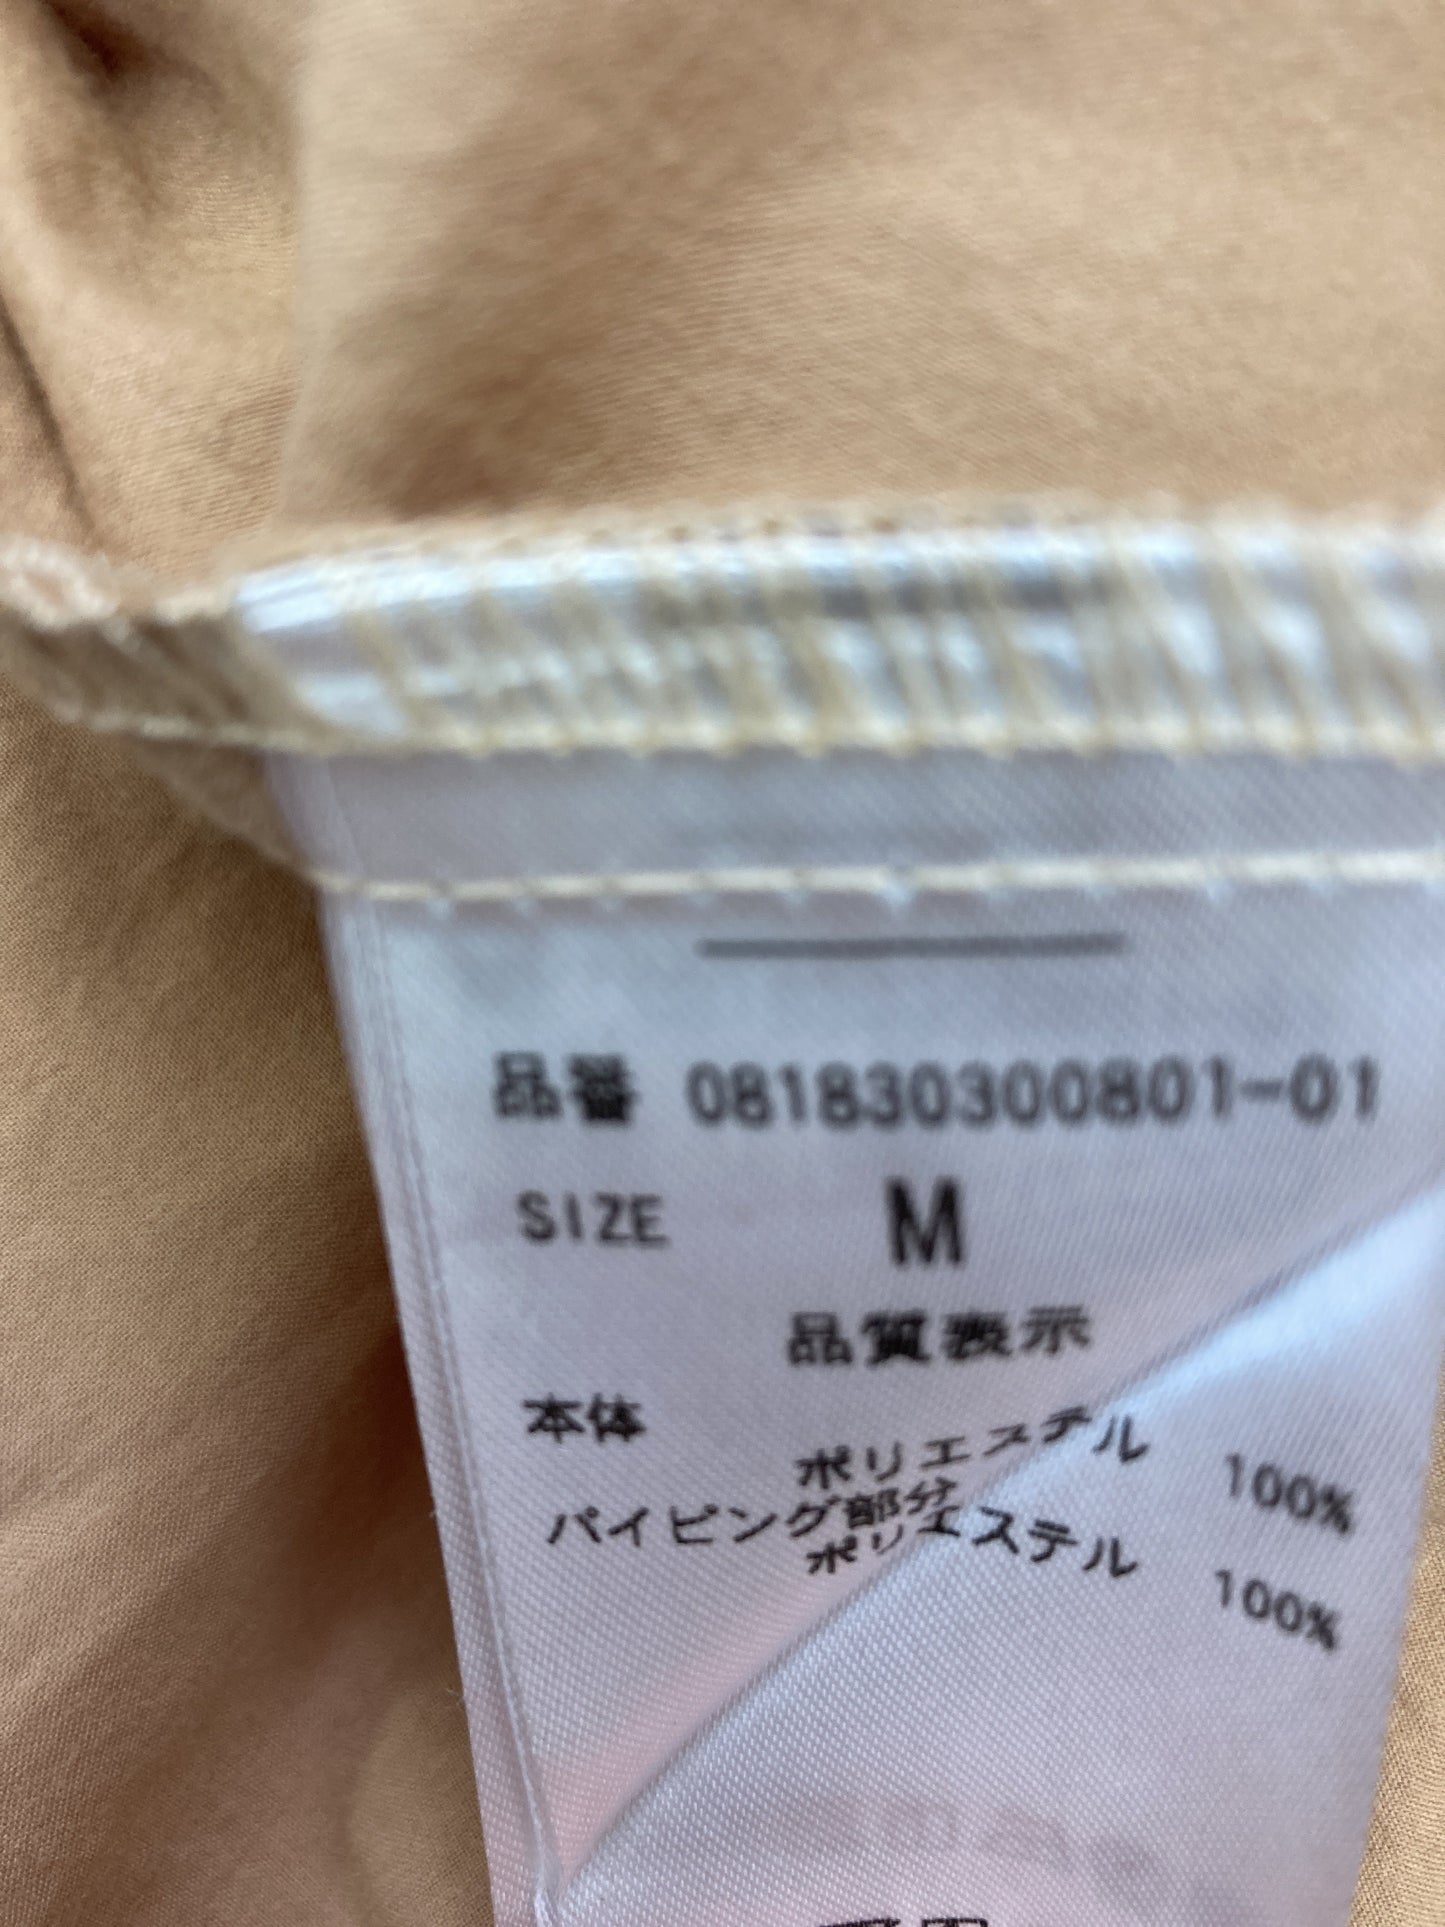 品番 081830300801-01
SIZE M
品質表示
本体
ポリエステル 100%
パイピング部分
ポリエステル 100%